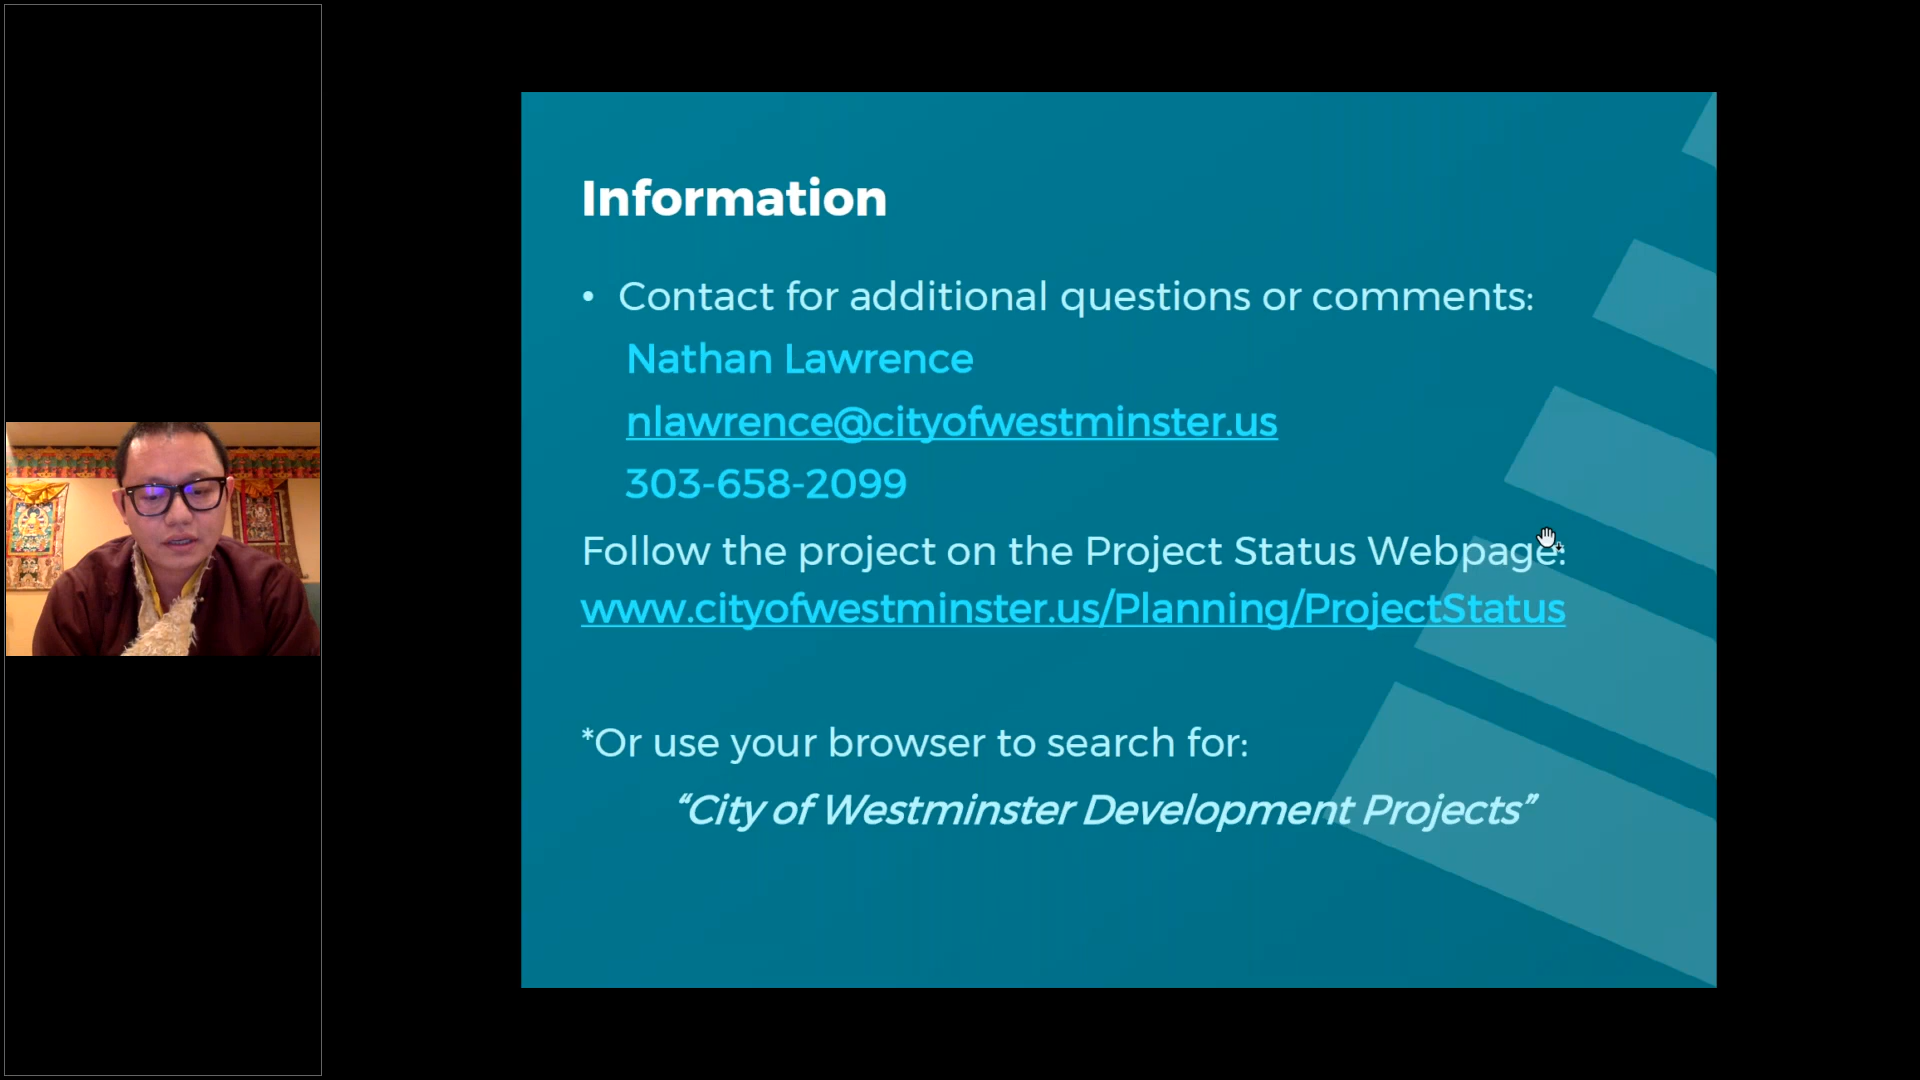 Information
• Contact for additional questions or comments:
Nathan Lawrence
nlawrence@cityofwestminster.us
303-658-2099
Follow the project on the Project Status Webpage:
www.cityofwestminster.us/Planning/ProjectStatus
*Or use your browser to search for:
“City of Westminster Development Projects”